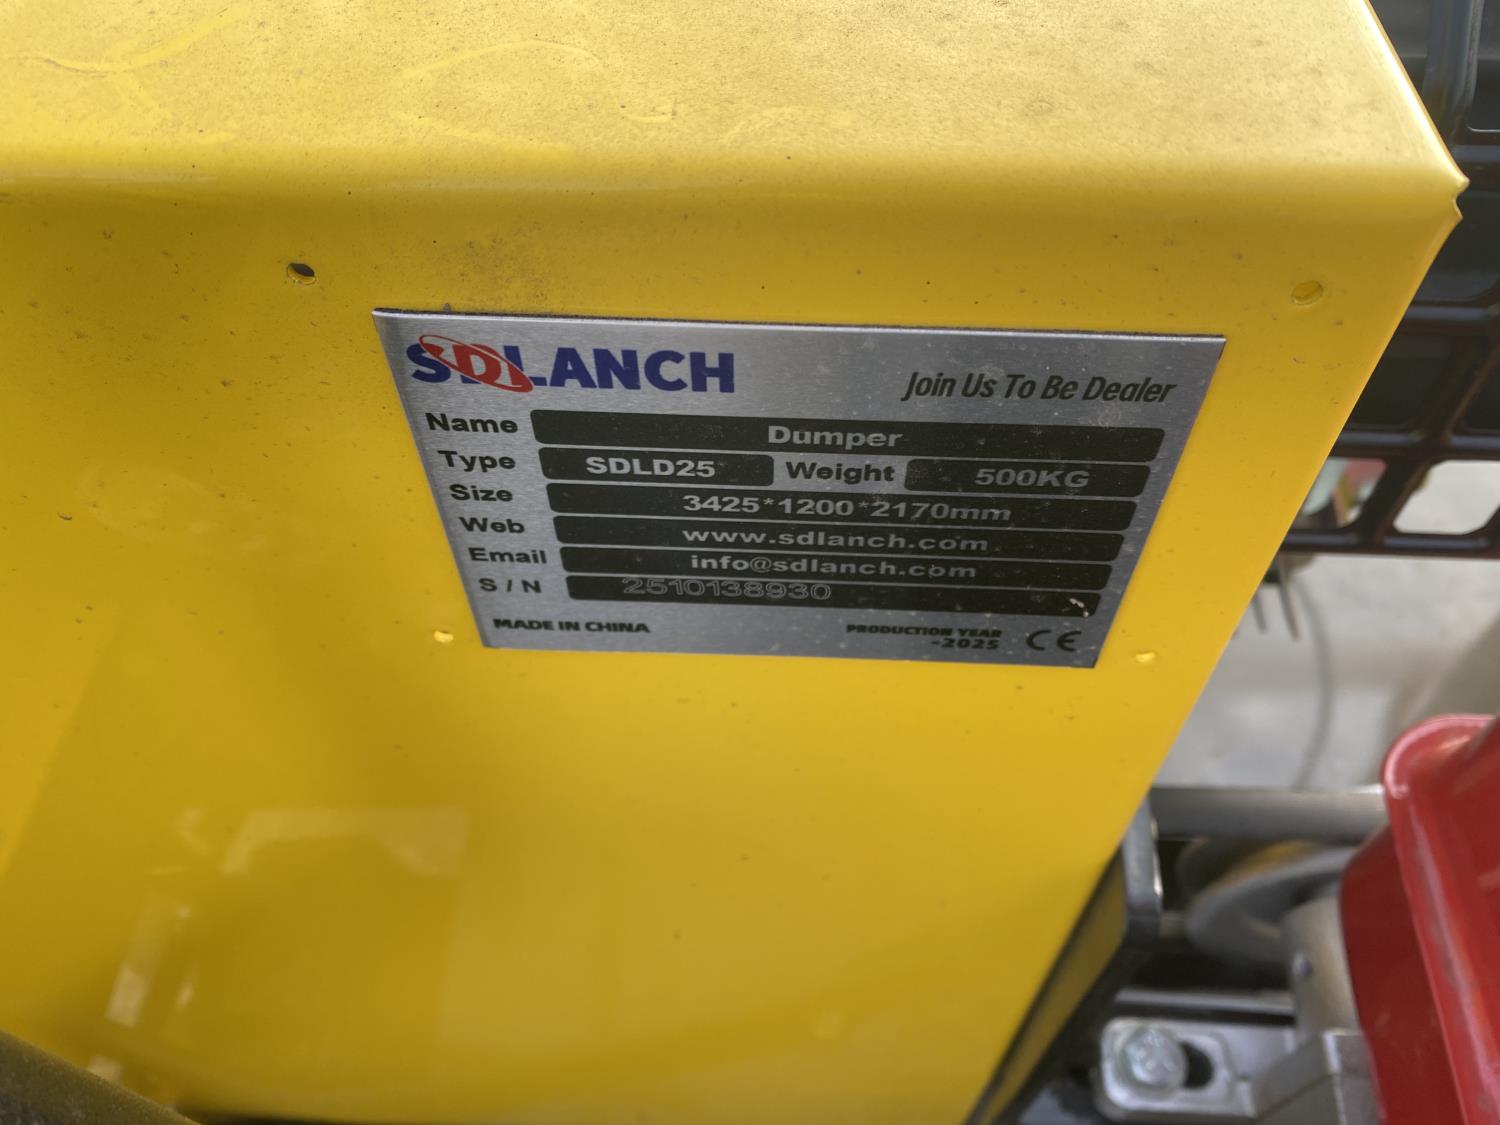 SDLANCH
Join Us To Be Dealer
Name Dumper
Type SDLD25 Weight 500KG
Size 3425*1200*2170mm
Web www.sdlanch.com
Email info@sdlanch.com
S / N 2510138930
MADE IN CHINA
PRODUCTION YEAR
-2025
CE